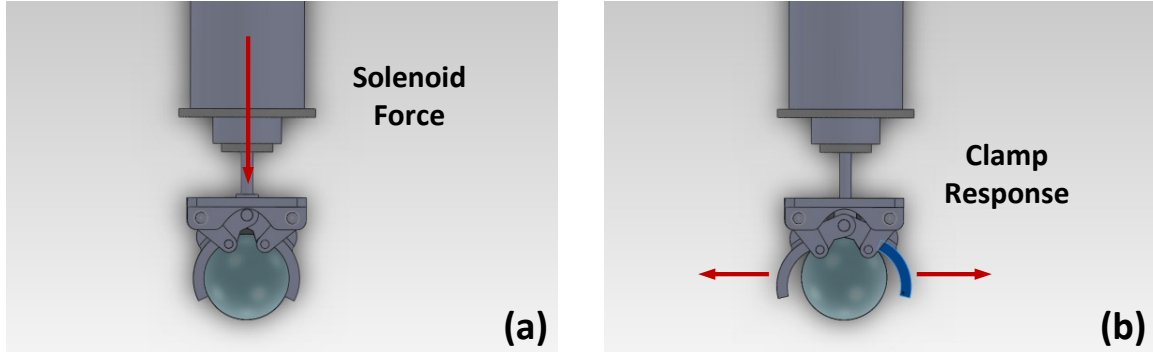 Solenoid
Force
(a)
Clamp
Response
(b)